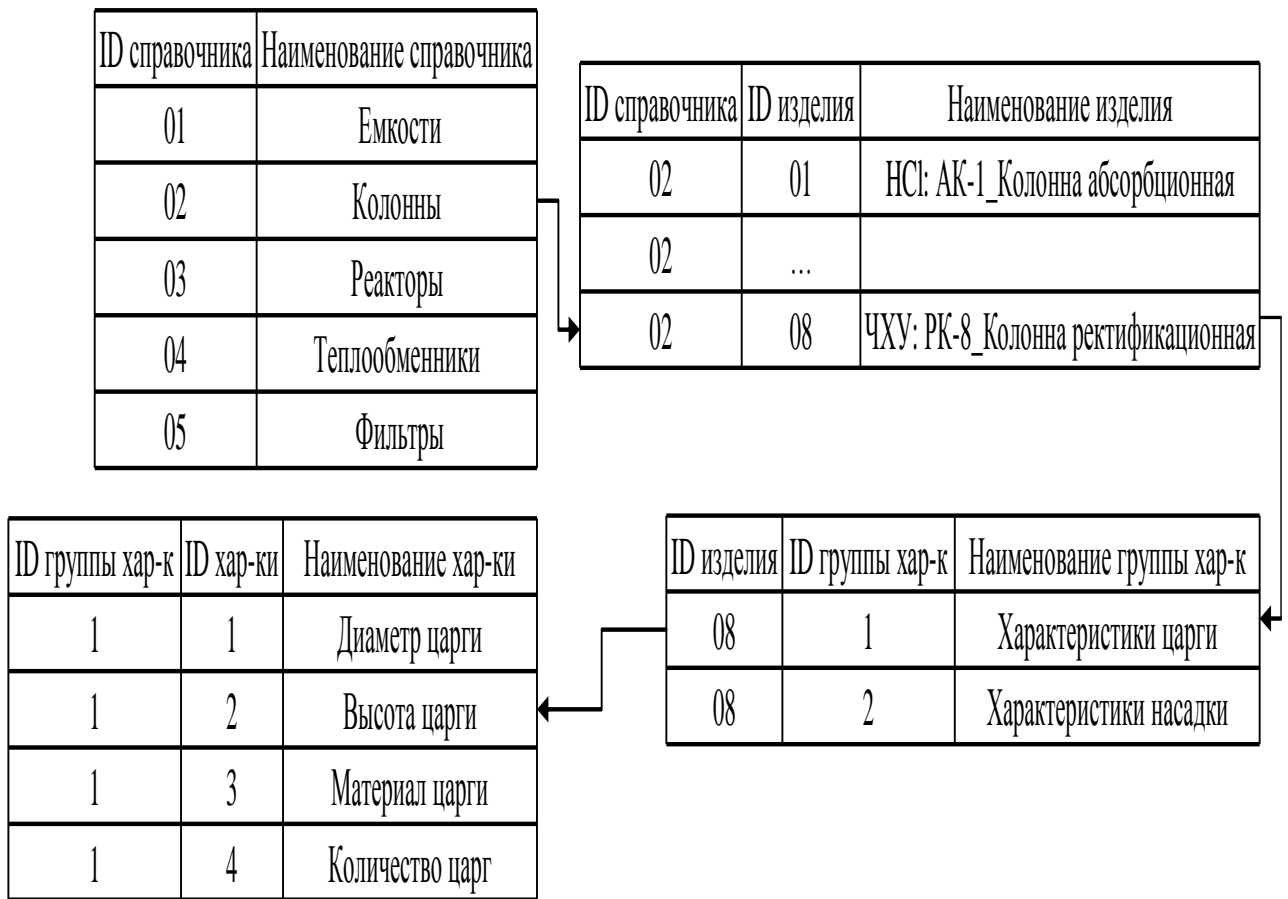 ID справочника Наименование справочника
01 Емкости
02 Колонны
03 Реакторы
04 Теплообменники
05 Фильтры
ID справочника ID изделия Наименование изделия
02 01 HCl: АК-1_Колонна абсорбционная
02 ...
02 08 ЧХУ: РК-8_Колонна ректификационная
ID группы хар-к ID хар-ки Наименование хар-ки
1 1 Диаметр царги
1 2 Высота царги
1 3 Материал царги
1 4 Количество царг
ID изделия ID группы хар-к Наименование группы хар-к
08 1 Характеристики царги
08 2 Характеристики насадки